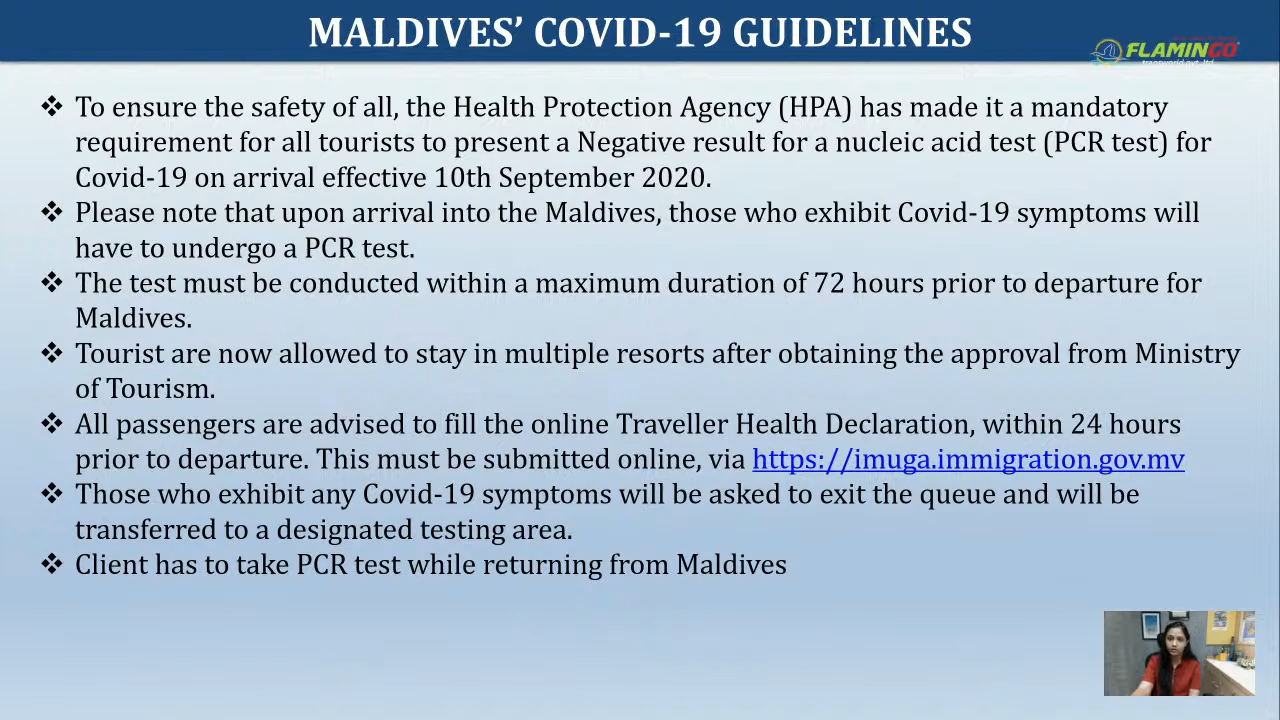 MALDIVES’ COVID-19 GUIDELINES
FLAMINGO
transworld pvt. ltd.
❖ To ensure the safety of all, the Health Protection Agency (HPA) has made it a mandatory
requirement for all tourists to present a Negative result for a nucleic acid test (PCR test) for
Covid-19 on arrival effective 10th September 2020.
❖ Please note that upon arrival into the Maldives, those who exhibit Covid-19 symptoms will
have to undergo a PCR test.
❖ The test must be conducted within a maximum duration of 72 hours prior to departure for
Maldives.
❖ Tourist are now allowed to stay in multiple resorts after obtaining the approval from Ministry
of Tourism.
❖ All passengers are advised to fill the online Traveller Health Declaration, within 24 hours
prior to departure. This must be submitted online, via https://imuga.immigration.gov.mv
❖ Those who exhibit any Covid-19 symptoms will be asked to exit the queue and will be
transferred to a designated testing area.
❖ Client has to take PCR test while returning from Maldives